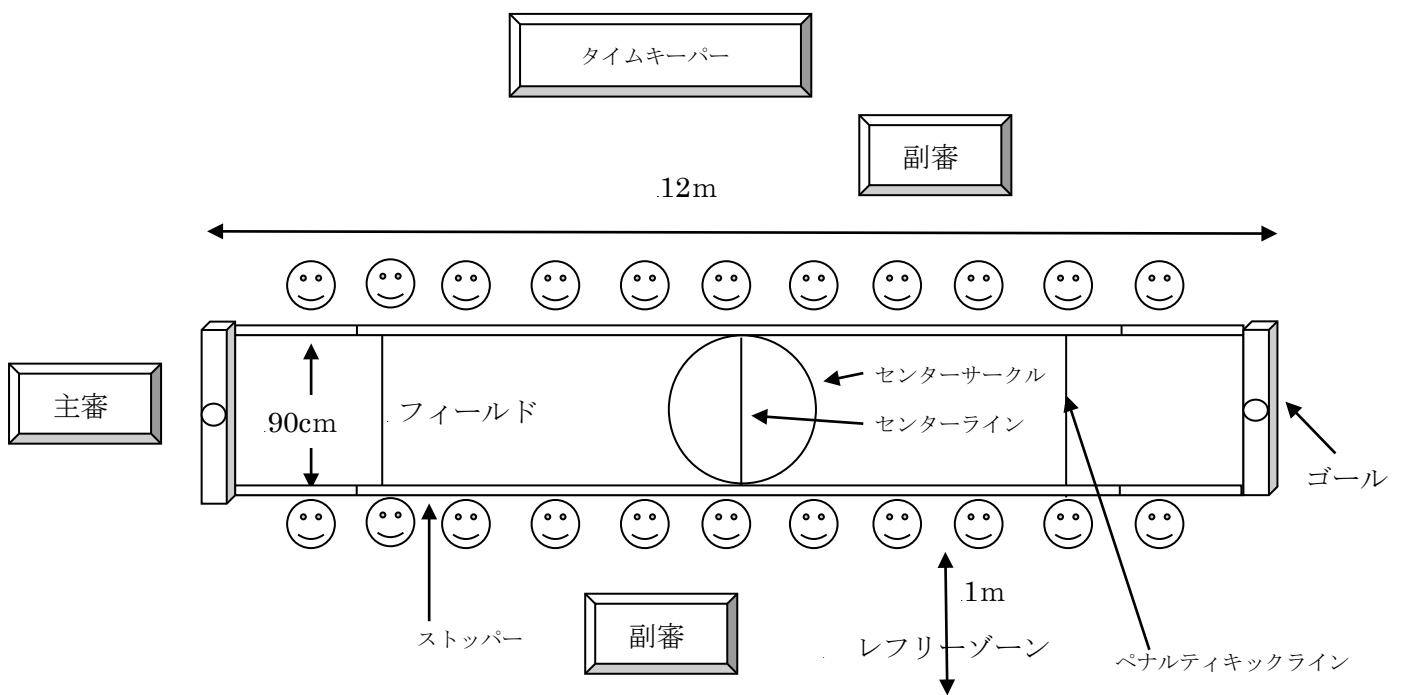 タイムキーパー
副審
12m
主審
90cm
フィールド
センターサークル
センターライン
ゴール
1m
ストッパー
副審
レフリーゾーン
ペナルティキックライン